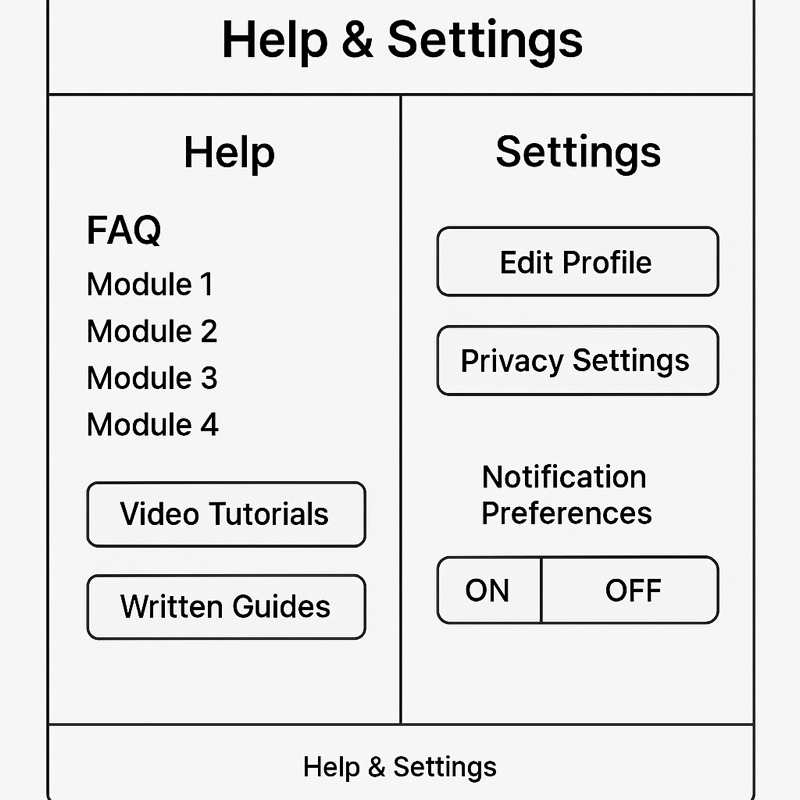 Help & Settings
Help
FAQ
Module 1
Module 2
Module 3
Module 4
Video Tutorials
Written Guides
Settings
Edit Profile
Privacy Settings
Notification
Preferences
ON OFF
Help & Settings